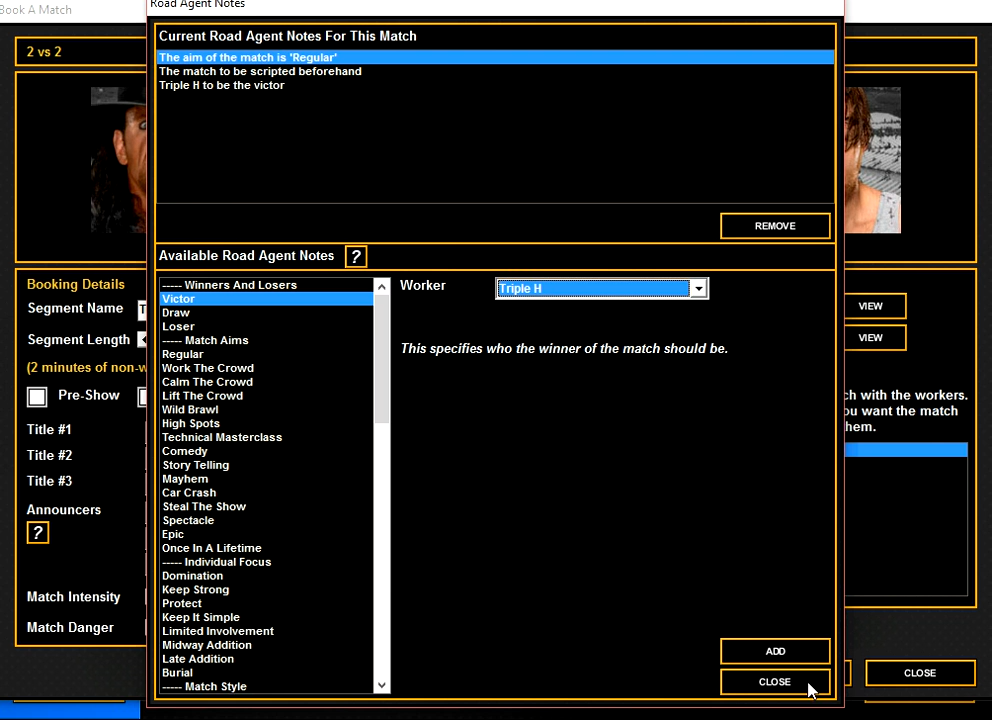 Book A Match
Road Agent Notes
2 vs 2
Current Road Agent Notes For This Match
The aim of the match is 'Regular'
The match to be scripted beforehand
Triple H to be the victor
REMOVE
Available Road Agent Notes ?
----- Winners And Losers
Victor
Draw
Loser
----- Match Aims
Regular
Work The Crowd
Calm The Crowd
Lift The Crowd
Wild Brawl
High Spots
Technical Masterclass
Comedy
Story Telling
Mayhem
Car Crash
Steal The Show
Spectacle
Epic
Once In A Lifetime
----- Individual Focus
Domination
Keep Strong
Protect
Keep It Simple
Limited Involvement
Midway Addition
Late Addition
Burial
----- Match Style
Worker
Triple H
This specifies who the winner of the match should be.
ADD
CLOSE
Booking Details
Segment Name
Segment Length
(2 minutes of
Pre-Show
Title #1
Title #2
Title #3
Announcers
?
Match Intensity
Match Danger
VIEW
VIEW
with the workers.
you want the match
them.
CLOSE